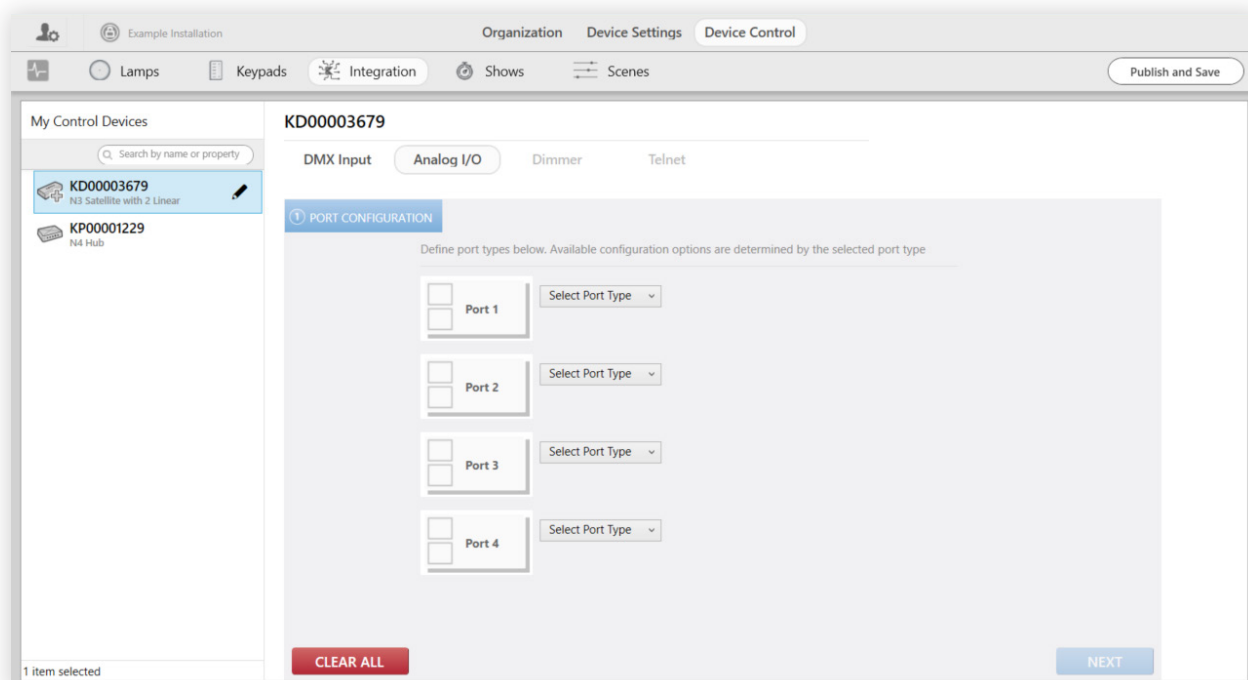 Example Installation
Organization Device Settings Device Control
Lamps Keypads Integration Shows Scenes Publish and Save
My Control Devices
Search by name or property
KD00003679
N3 Satellite with 2 Linear
KP00001229
N4 Hub
1 item selected
KD00003679
DMX Input Analog I/O Dimmer Telnet
1 PORT CONFIGURATION
Define port types below. Available configuration options are determined by the selected port type
Port 1 Select Port Type
Port 2 Select Port Type
Port 3 Select Port Type
Port 4 Select Port Type
CLEAR ALL NEXT